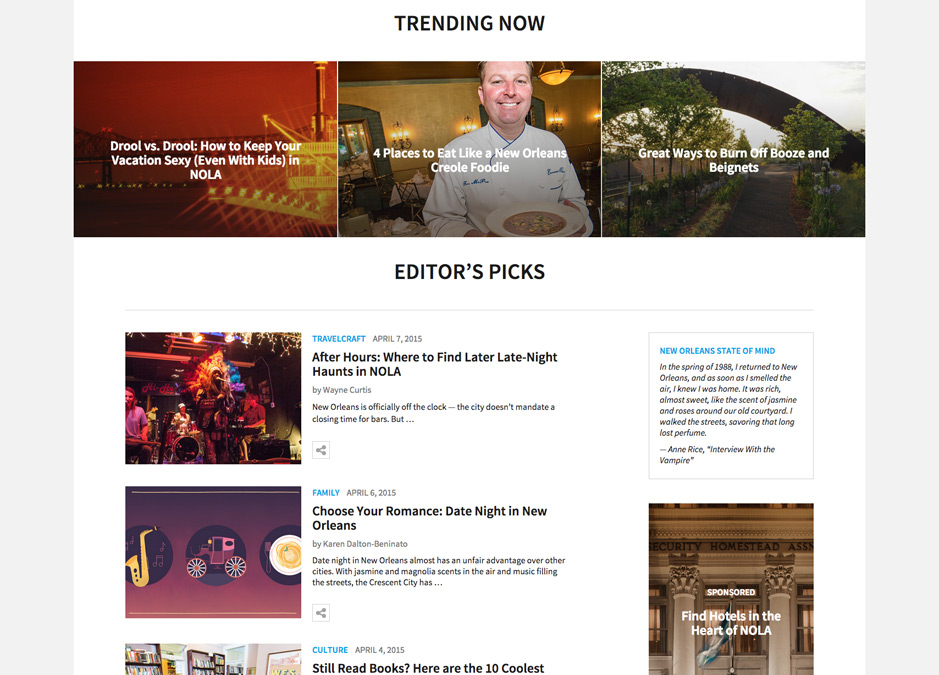 TRENDING NOW
Drool vs. Drool: How to Keep Your
Vacation Sexy (Even With Kids) in
NOLA
4 Places to Eat Like a New Orleans
Creole Foodie
Great Ways to Burn Off Booze and
Beignets
EDITOR’S PICKS
TRAVELCRAFT APRIL 7, 2015
After Hours: Where to Find Later Late-Night
Haunts in NOLA
by Wayne Curtis
New Orleans is officially off the clock — the city doesn't mandate a
closing time for bars. But …
FAMILY APRIL 6, 2015
Choose Your Romance: Date Night in New
Orleans
by Karen Dalton-Beninato
Date night in New Orleans almost has an unfair advantage over other
cities. With jasmine and magnolia scents in the air and music filling
the streets, the Crescent City has …
CULTURE APRIL 4, 2015
Still Read Books? Here are the 10 Coolest
NEW ORLEANS STATE OF MIND
In the spring of 1988, I returned to New
Orleans, and as soon as I smelled the
air, I knew I was home. It was rich,
almost sweet, like the scent of jasmine
and roses around our old courtyard. I
walked the streets, savoring that long
lost perfume.
— Anne Rice, “Interview With the
Vampire”
ECURITY HOMESTEAD ASSN
SPONSORED
Find Hotels in the
Heart of NOLA